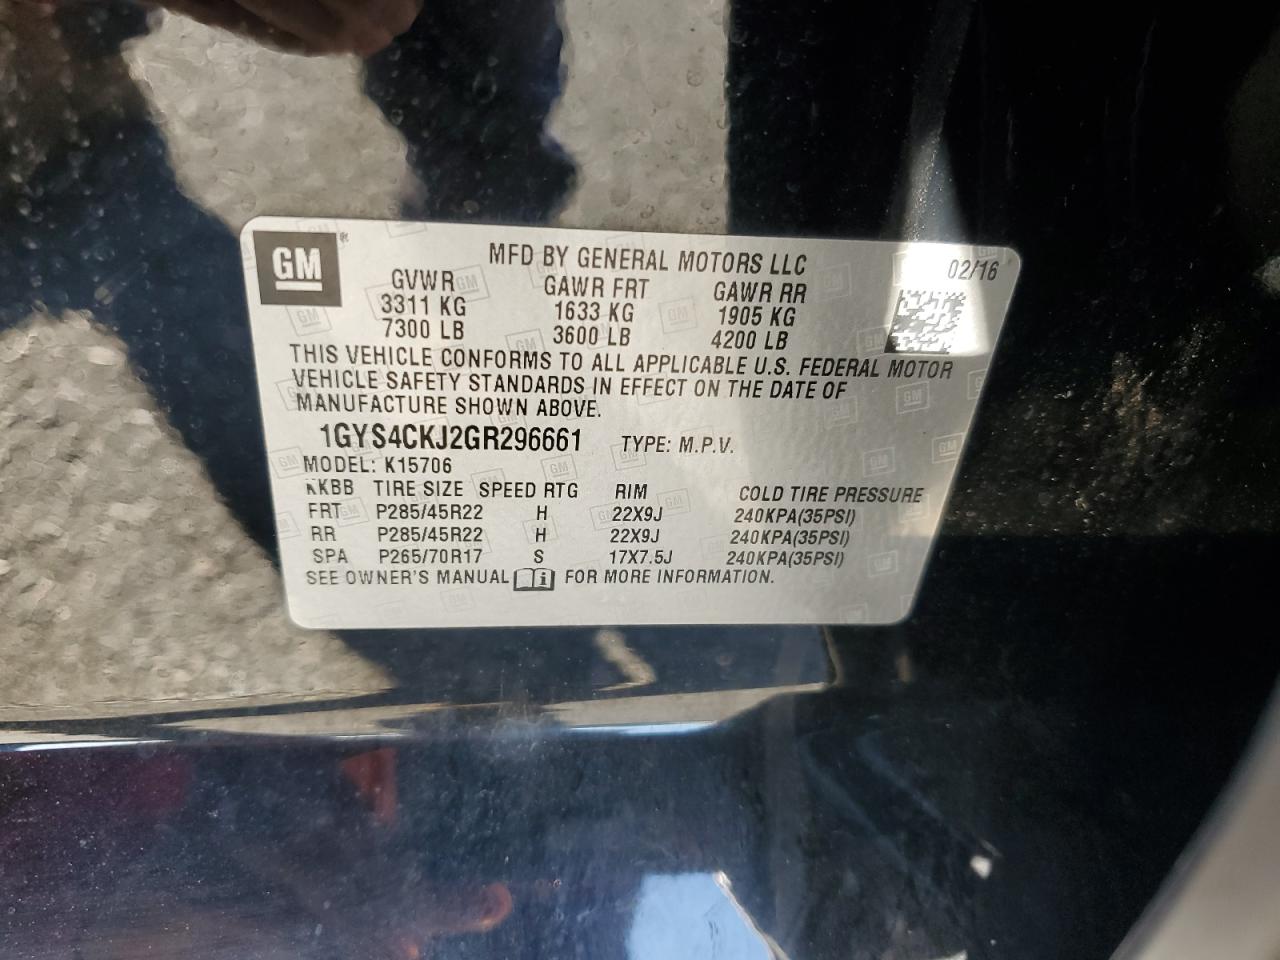 GM®
MFD BY GENERAL MOTORS LLC 02/16
GVWR GAWR FRT GAWR RR
3311 KG 1633 KG 1905 KG
7300 LB 3600 LB 4200 LB
THIS VEHICLE CONFORMS TO ALL APPLICABLE U.S. FEDERAL MOTOR
VEHICLE SAFETY STANDARDS IN EFFECT ON THE DATE OF
MANUFACTURE SHOWN ABOVE.
1GYS4CKJ2GR296661 TYPE: M.P.V.
MODEL: K15706
KKBB TIRE SIZE SPEED RTG RIM COLD TIRE PRESSURE
FRT P285/45R22 H 22X9J 240KPA(35PSI)
RR P285/45R22 H 22X9J 240KPA(35PSI)
SPA P265/70R17 S 17X7.5J 240KPA(35PSI)
SEE OWNER'S MANUAL i FOR MORE INFORMATION.